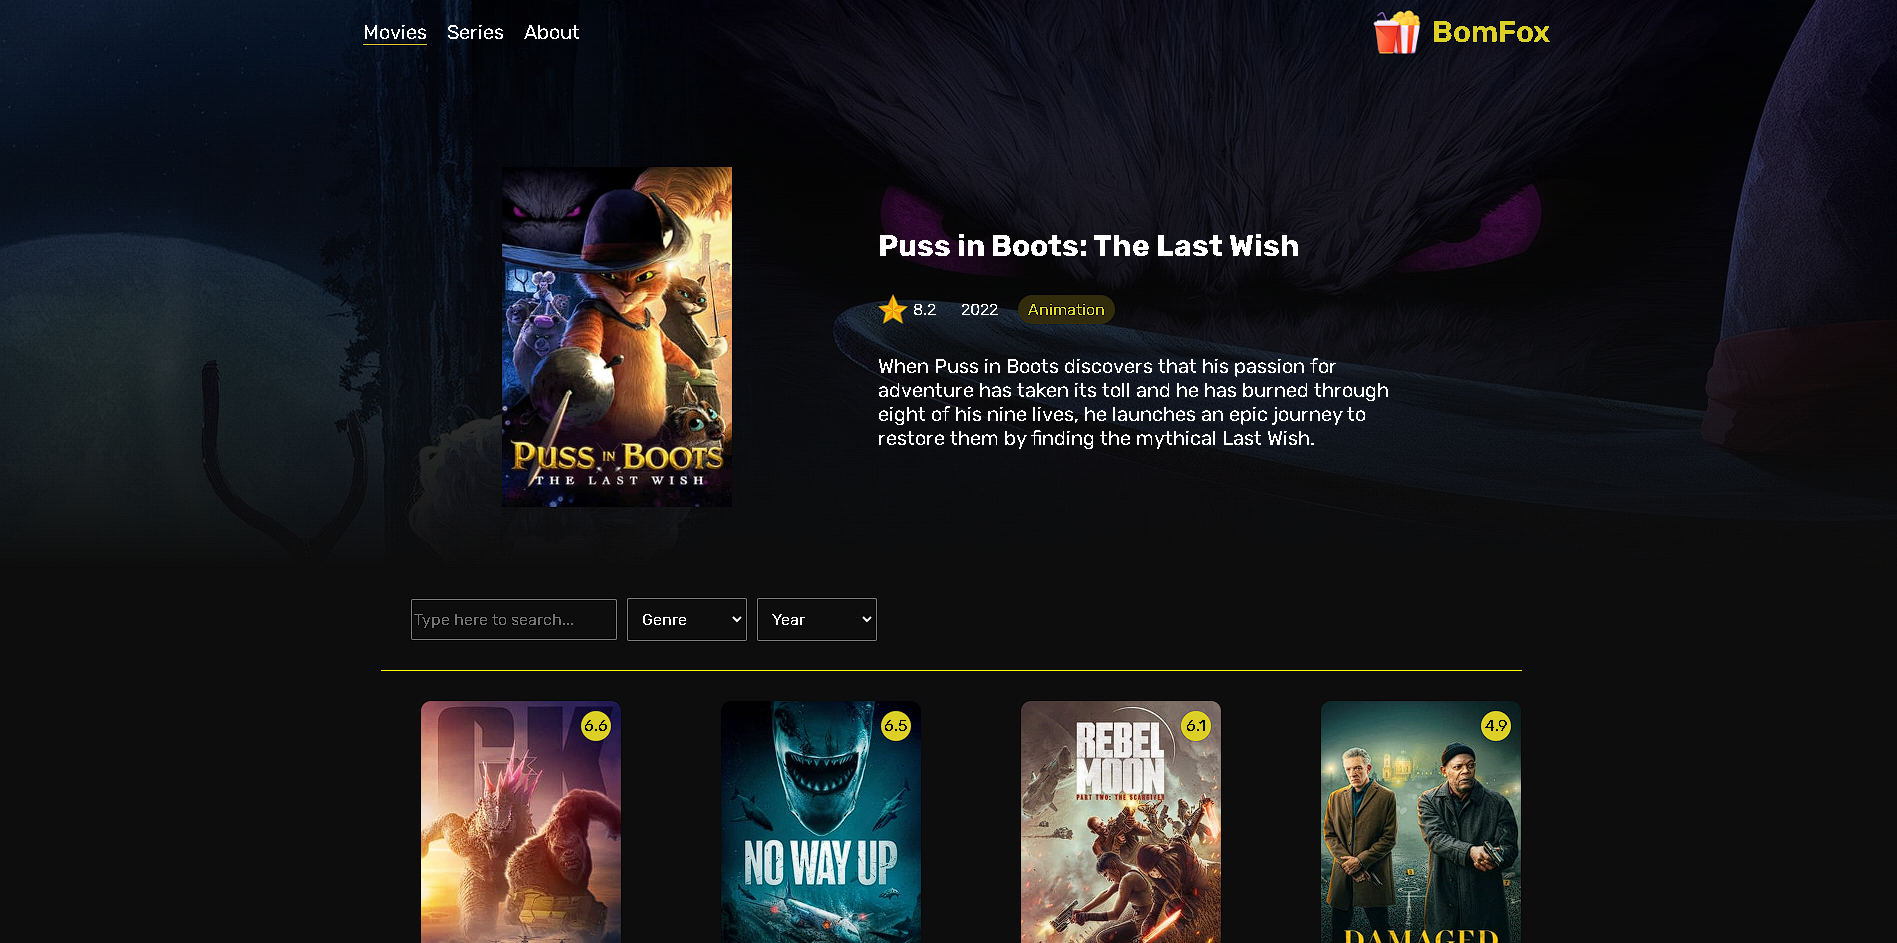 Movies Series About
BomFox
Puss in Boots: The Last Wish
8.2 2022 Animation
When Puss in Boots discovers that his passion for
adventure has taken its toll and he has burned through
eight of his nine lives, he launches an epic journey to
restore them by finding the mythical Last Wish.
PUSS IN BOOTS
THE LAST WISH
Type here to search...
Genre
Year
6.6
GK
6.5
NO WAY UP
6.1
REBEL
MOON
PART TWO: THE SCARGIVER
4.9
DAMAGED